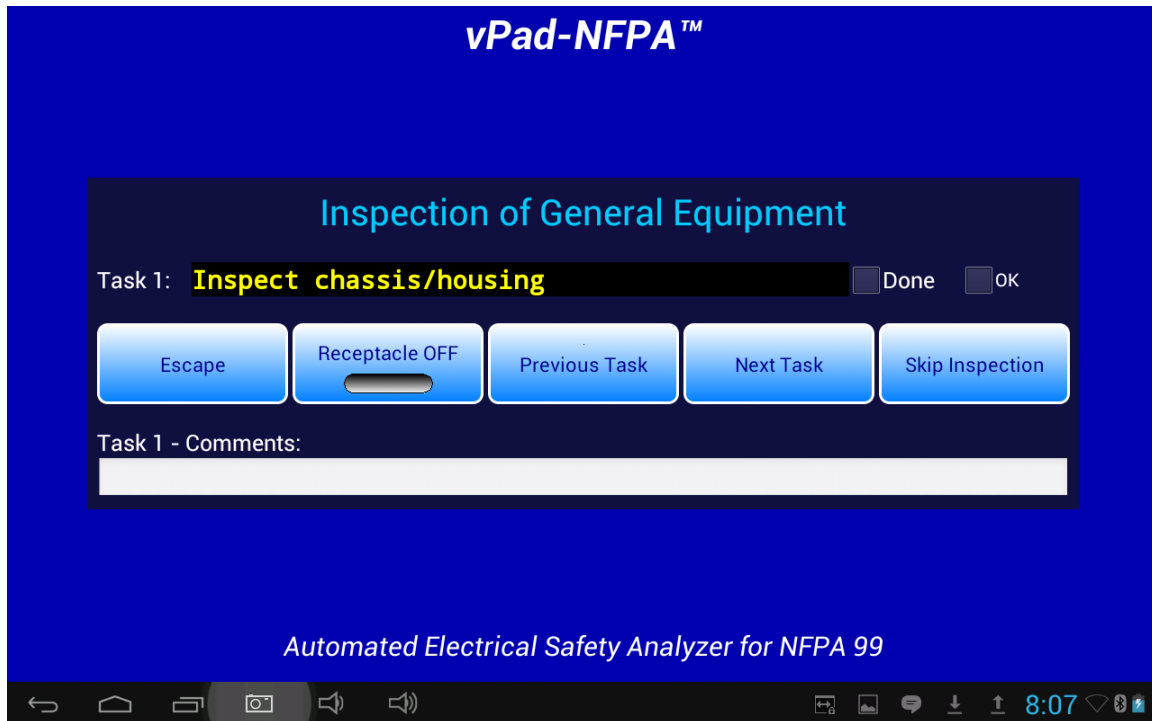 vPad-NFPA™
Inspection of General Equipment
Task 1: Inspect chassis/housing Done OK
Escape Receptacle OFF Previous Task Next Task Skip Inspection
Task 1 - Comments:
Automated Electrical Safety Analyzer for NFPA 99
8:07